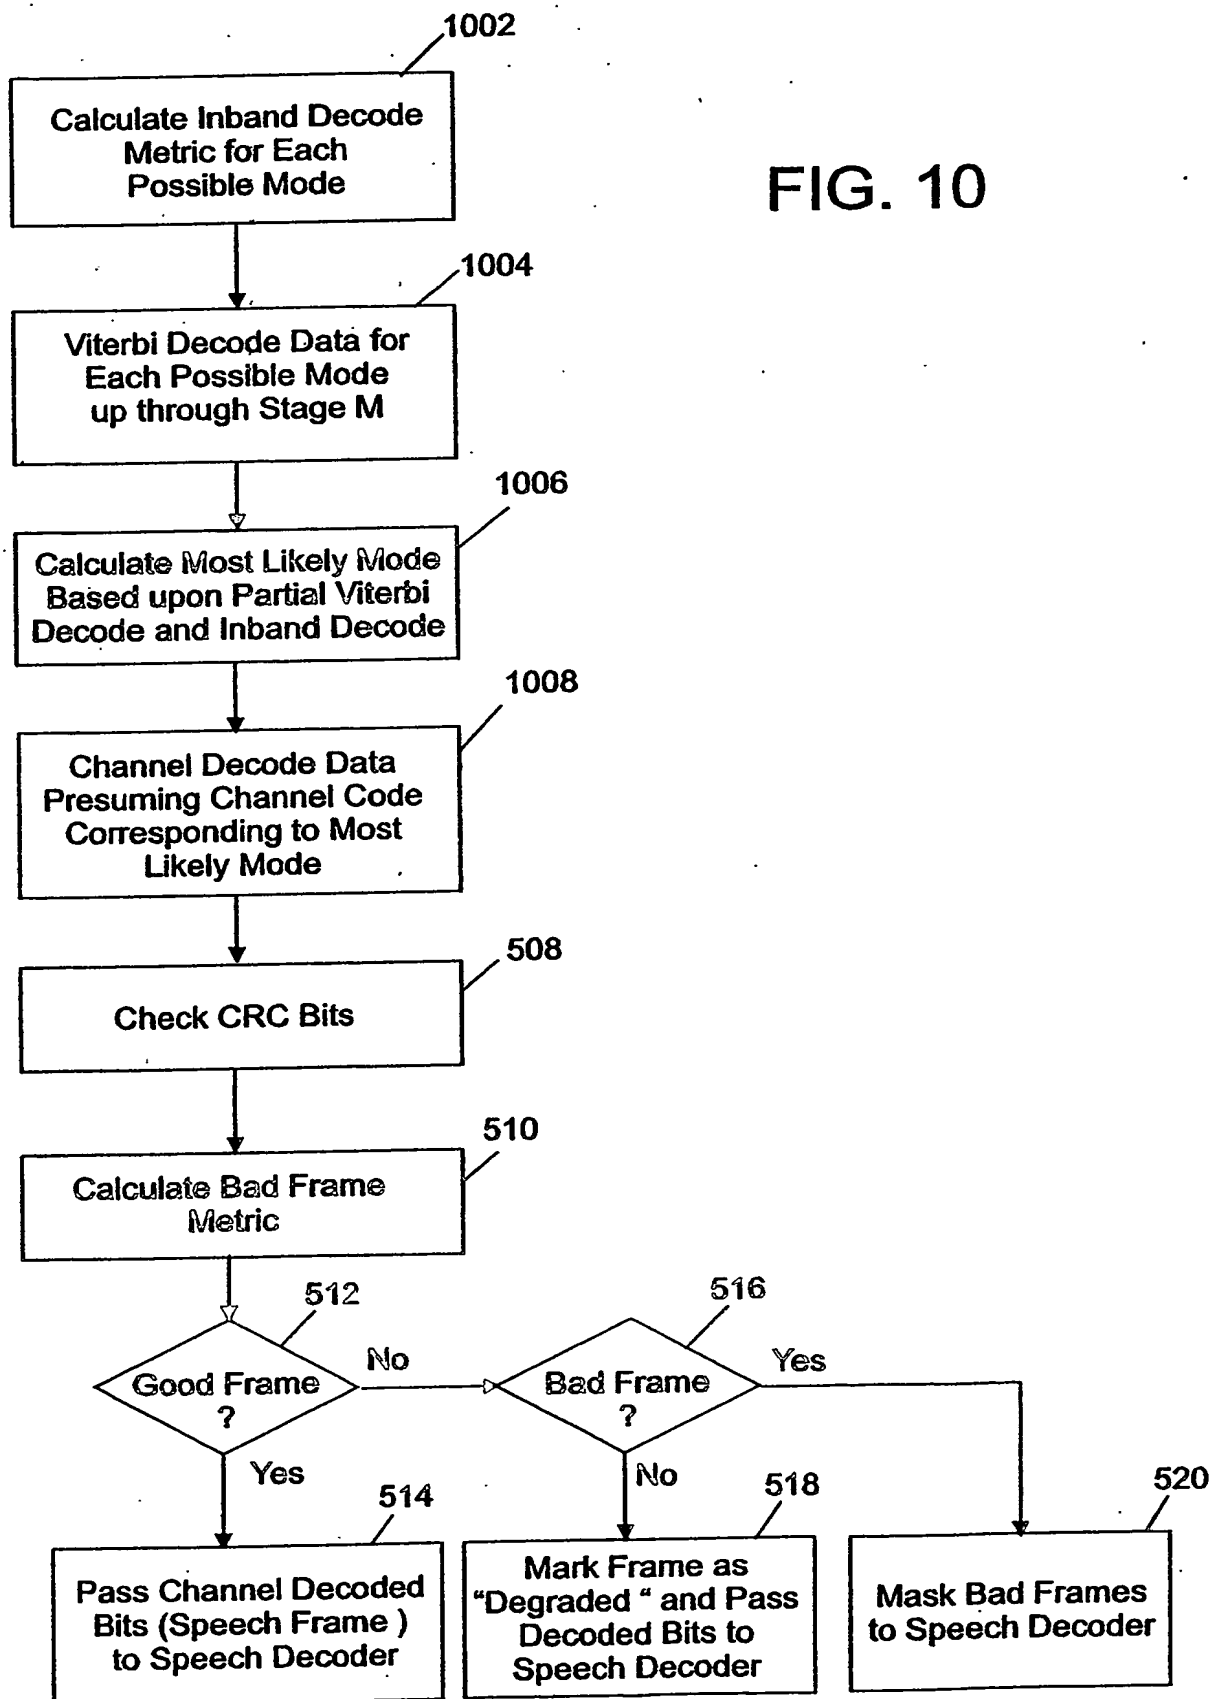 1002
Calculate Inband Decode
Metric for Each
Possible Mode
FIG. 10
1004
Viterbi Decode Data for
Each Possible Mode
up through Stage M
1006
Calculate Most Likely Mode
Based upon Partial Viterbi
Decode and Inband Decode
1008
Channel Decode Data
Presuming Channel Code
Corresponding to Most
Likely Mode
508
Check CRC Bits
510
Calculate Bad Frame
Metric
512
Good Frame
?
No
Yes
516
Bad Frame
?
Yes
No
514
Pass Channel Decoded
Bits (Speech Frame )
to Speech Decoder
518
Mark Frame as
“Degraded “ and Pass
Decoded Bits to
Speech Decoder
520
Mask Bad Frames
to Speech Decoder